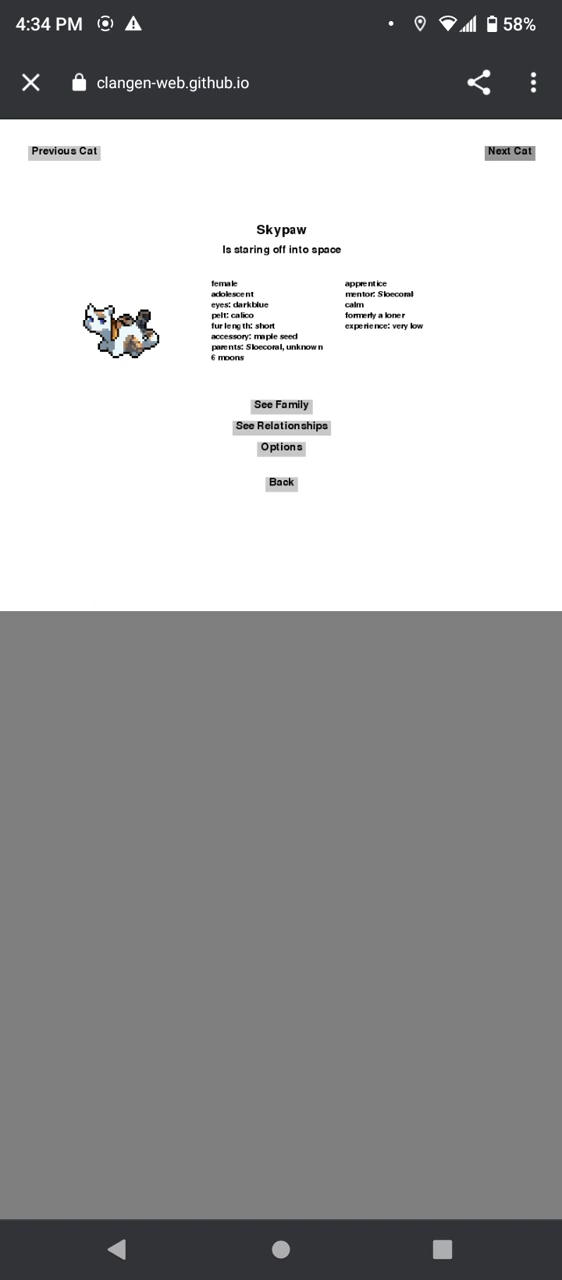 4:34 PM
58%
clangen-web.github.io
Previous Cat
Next Cat
Skypaw
Is staring off into space
female
adolescent
eyes: darkblue
pelt: calico
fur length: short
accessory: maple seed
parents: Sloecoral, unknown
6 moons
apprentice
mentor: Sloecoral
calm
formerly a loner
experience: very low
See Family
See Relationships
Options
Back